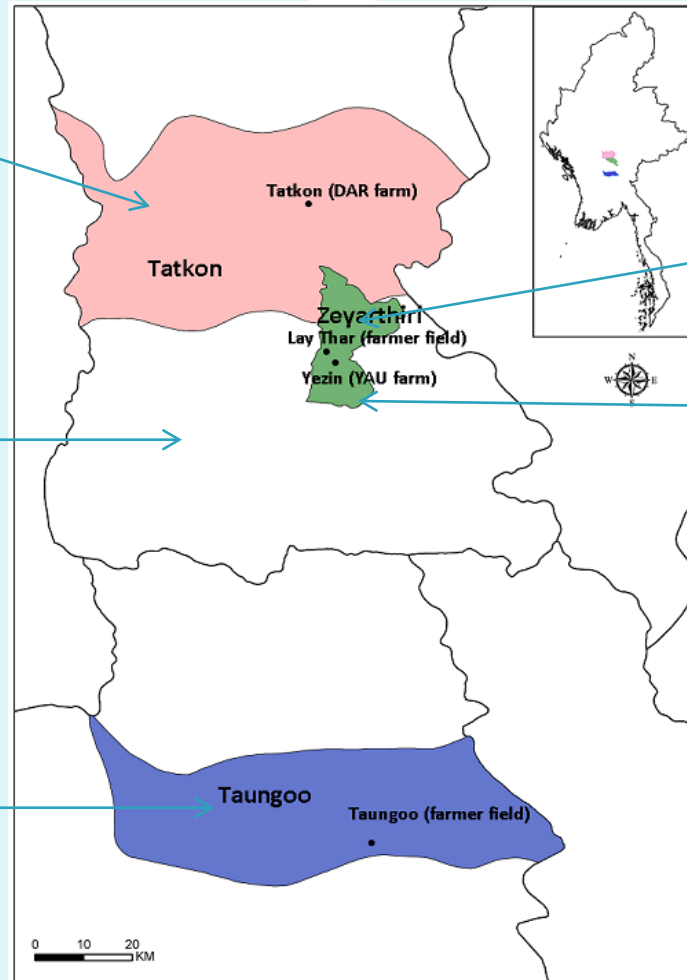 Tatkon (DAR farm)
Tatkon
Zeyarthiri
Lay Thar (farmer field)
Yezin (YAU farm)
N
W E
S
Taungoo
Taungoo (farmer field)
0 10 20
KM